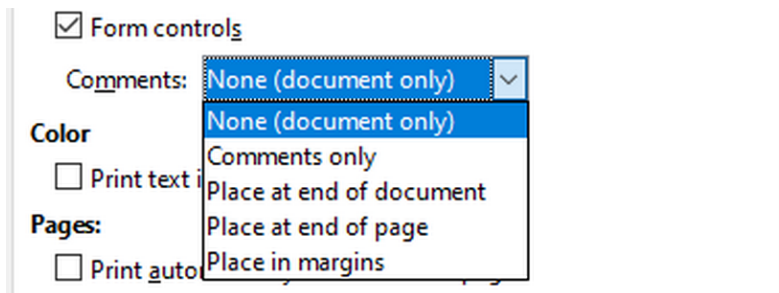 Form controls
Comments: None (document only)
None (document only)
Color
Comments only
Print text i
Place at end of document
Pages:
Place at end of page
Place in margins
Print